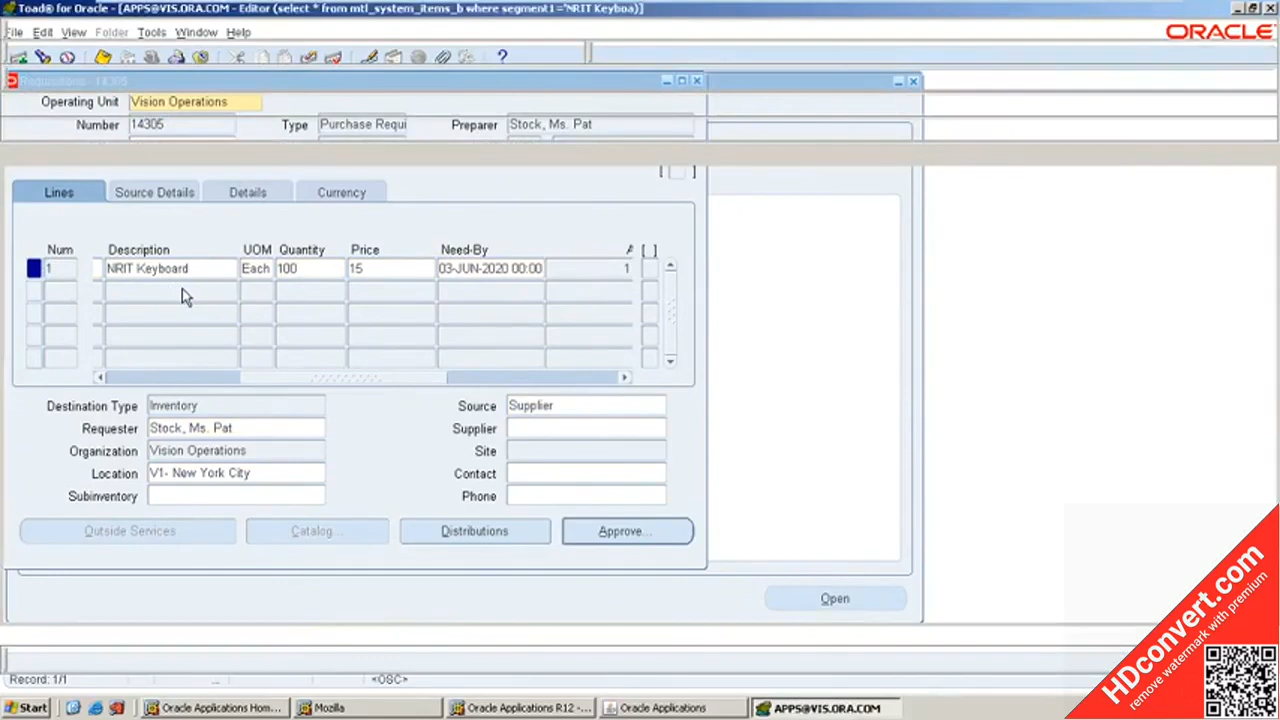 Toad® for Oracle - [APPS@VIS.ORA.COM - Editor (select * from mtl_system_items_b where segment1='NRIT Keyboa)]
File Edit View Folder Tools Window Help
ORACLE
Requisitions - 14305
Operating Unit Vision Operations
Number 14305 Type Purchase Requi Preparer Stock, Ms. Pat
[ ]
Lines Source Details Details Currency
Num Description UOM Quantity Price Need-By [ ]
1 NRIT Keyboard Each 100 15 03-JUN-2020 00:00 1
Destination Type Inventory Source Supplier
Requester Stock, Ms. Pat Supplier
Organization Vision Operations Site
Location V1- New York City Contact
Subinventory Phone
Outside Services Catalog... Distributions Approve...
Open
Record: 1/1 ... <OSC>
Start Oracle Applications Hom... Mozilla Oracle Applications R12 -... Oracle Applications APPS@VIS.ORA.COM
HDconvert.com
remove watermark with premium